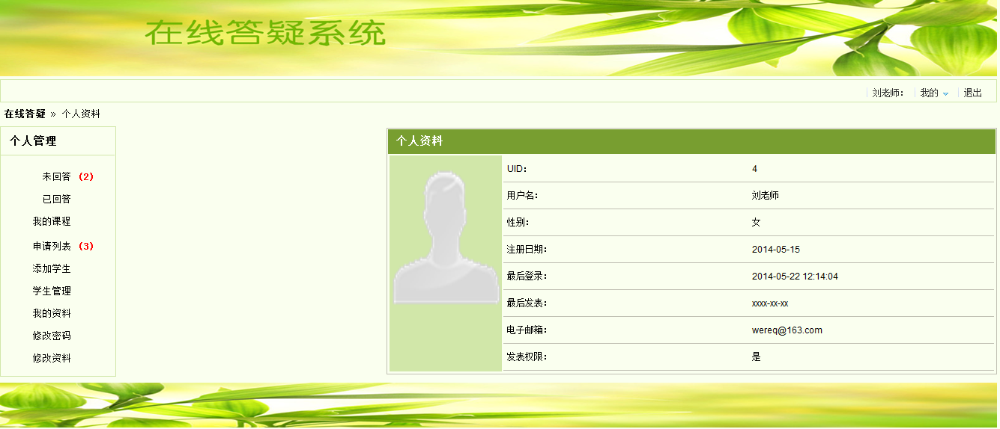 在线答疑系统
刘老师： 我的 退出
在线答疑 » 个人资料
个人管理
未回答 （2）
已回答
我的课程
申请列表 （3）
添加学生
学生管理
我的资料
修改密码
修改资料
个人资料
UID： 4
用户名： 刘老师
性别： 女
注册日期： 2014-05-15
最后登录： 2014-05-22 12:14:04
最后发表： xxxx-xx-xx
电子邮箱： wereq@163.com
发表权限： 是